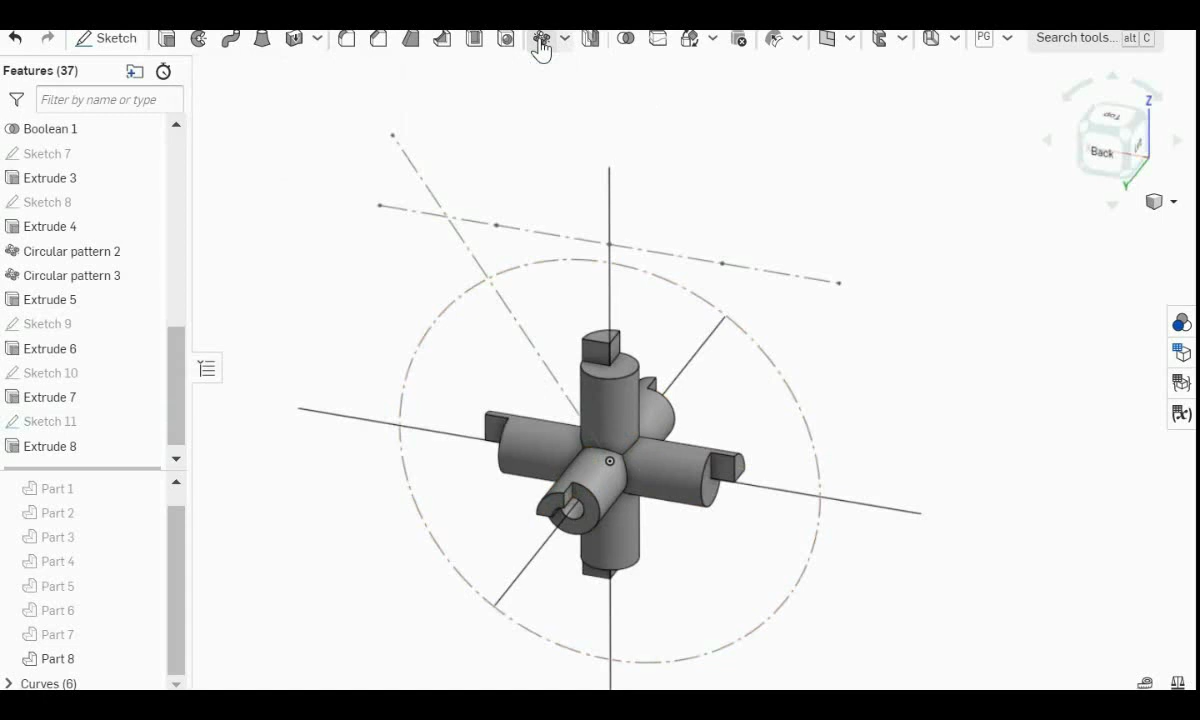 Sketch
PG
Search tools... alt C
Features (37)
Filter by name or type
Boolean 1
Sketch 7
Extrude 3
Sketch 8
Extrude 4
Circular pattern 2
Circular pattern 3
Extrude 5
Sketch 9
Extrude 6
Sketch 10
Extrude 7
Sketch 11
Extrude 8
Part 1
Part 2
Part 3
Part 4
Part 5
Part 6
Part 7
Part 8
Curves (6)
Z
Top
Back
Y
(x)